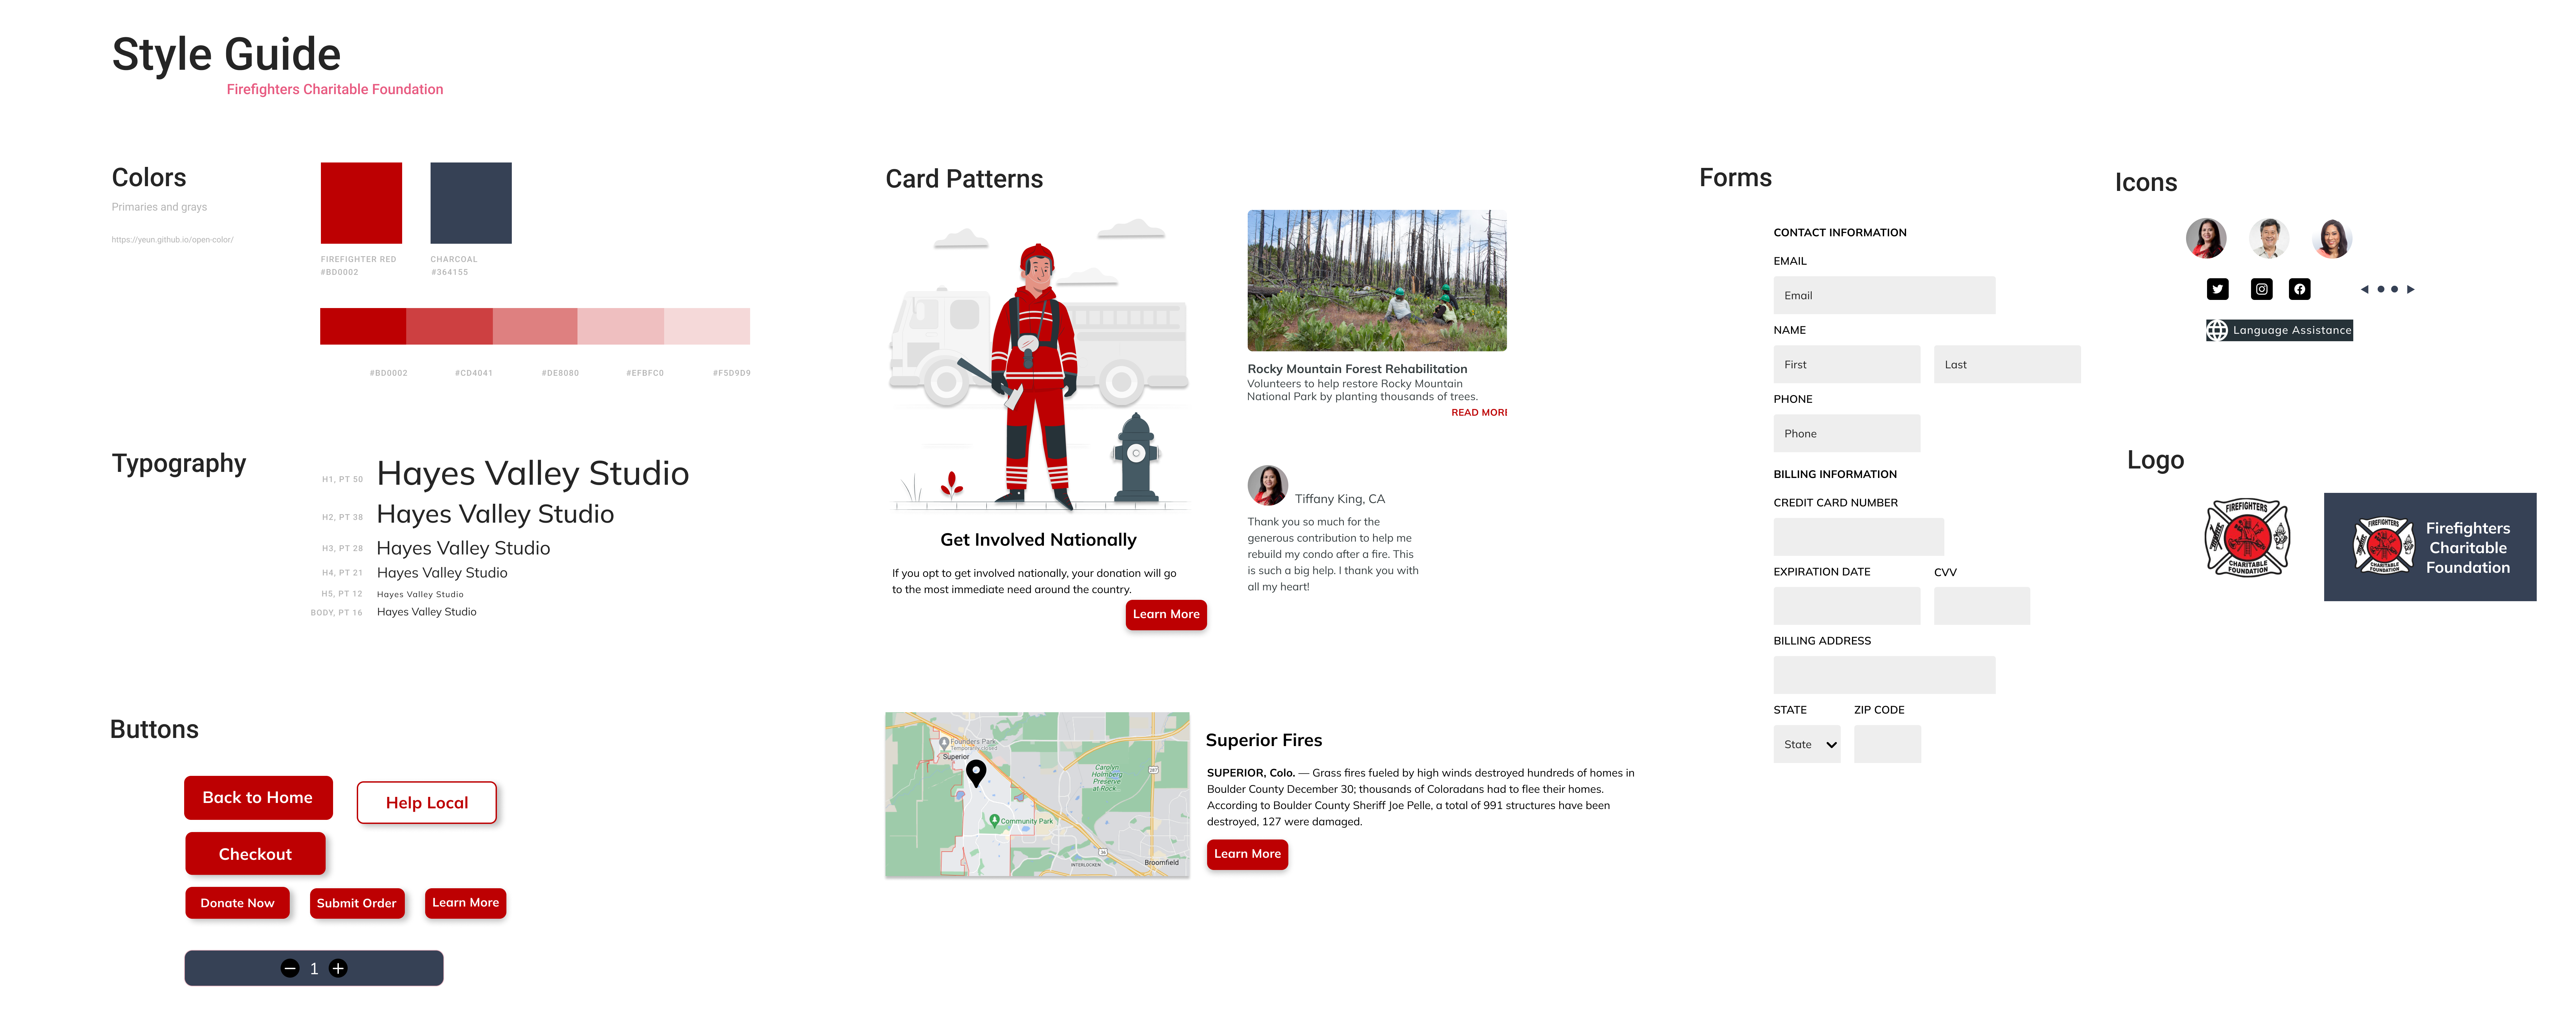 Style Guide
Firefighters Charitable Foundation
Colors
Primaries and grays
https://yeun.github.io/open-color/
FIREFIGHTER RED
#BD0002
CHARCOAL
#364155
#BD0002
#CD4041
#DE8080
#EFBFC0
#F5D9D9
Typography
H1, PT 50
Hayes Valley Studio
H2, PT 38
Hayes Valley Studio
H3, PT 28
Hayes Valley Studio
H4, PT 21
Hayes Valley Studio
H5, PT 12
Hayes Valley Studio
BODY, PT 16
Hayes Valley Studio
Buttons
Back to Home
Help Local
Checkout
Donate Now
Submit Order
Learn More
1
Card Patterns
Get Involved Nationally
If you opt to get involved nationally, your donation will go
to the most immediate need around the country.
Learn More
Rocky Mountain Forest Rehabilitation
Volunteers to help restore Rocky Mountain
National Park by planting thousands of trees.
READ MORE
Tiffany King, CA
Thank you so much for the
generous contribution to help me
rebuild my condo after a fire. This
is such a big help. I thank you with
all my heart!
Founders Park
Temporarily closed
Superior
Carolyn
Holmberg
Preserve
at Rock
287
Community Park
36
INTERLOCKEN
Broomfield
Superior Fires
SUPERIOR, Colo. — Grass fires fueled by high winds destroyed hundreds of homes in
Boulder County December 30; thousands of Coloradans had to flee their homes.
According to Boulder County Sheriff Joe Pelle, a total of 991 structures have been
destroyed, 127 were damaged.
Learn More
Forms
CONTACT INFORMATION
EMAIL
Email
NAME
First
Last
PHONE
Phone
BILLING INFORMATION
CREDIT CARD NUMBER
EXPIRATION DATE
CVV
BILLING ADDRESS
STATE
ZIP CODE
State
Icons
Language Assistance
Logo
FIREFIGHTERS
CHARITABLE
FOUNDATION
FIREFIGHTERS
CHARITABLE
FOUNDATION
Firefighters
Charitable
Foundation